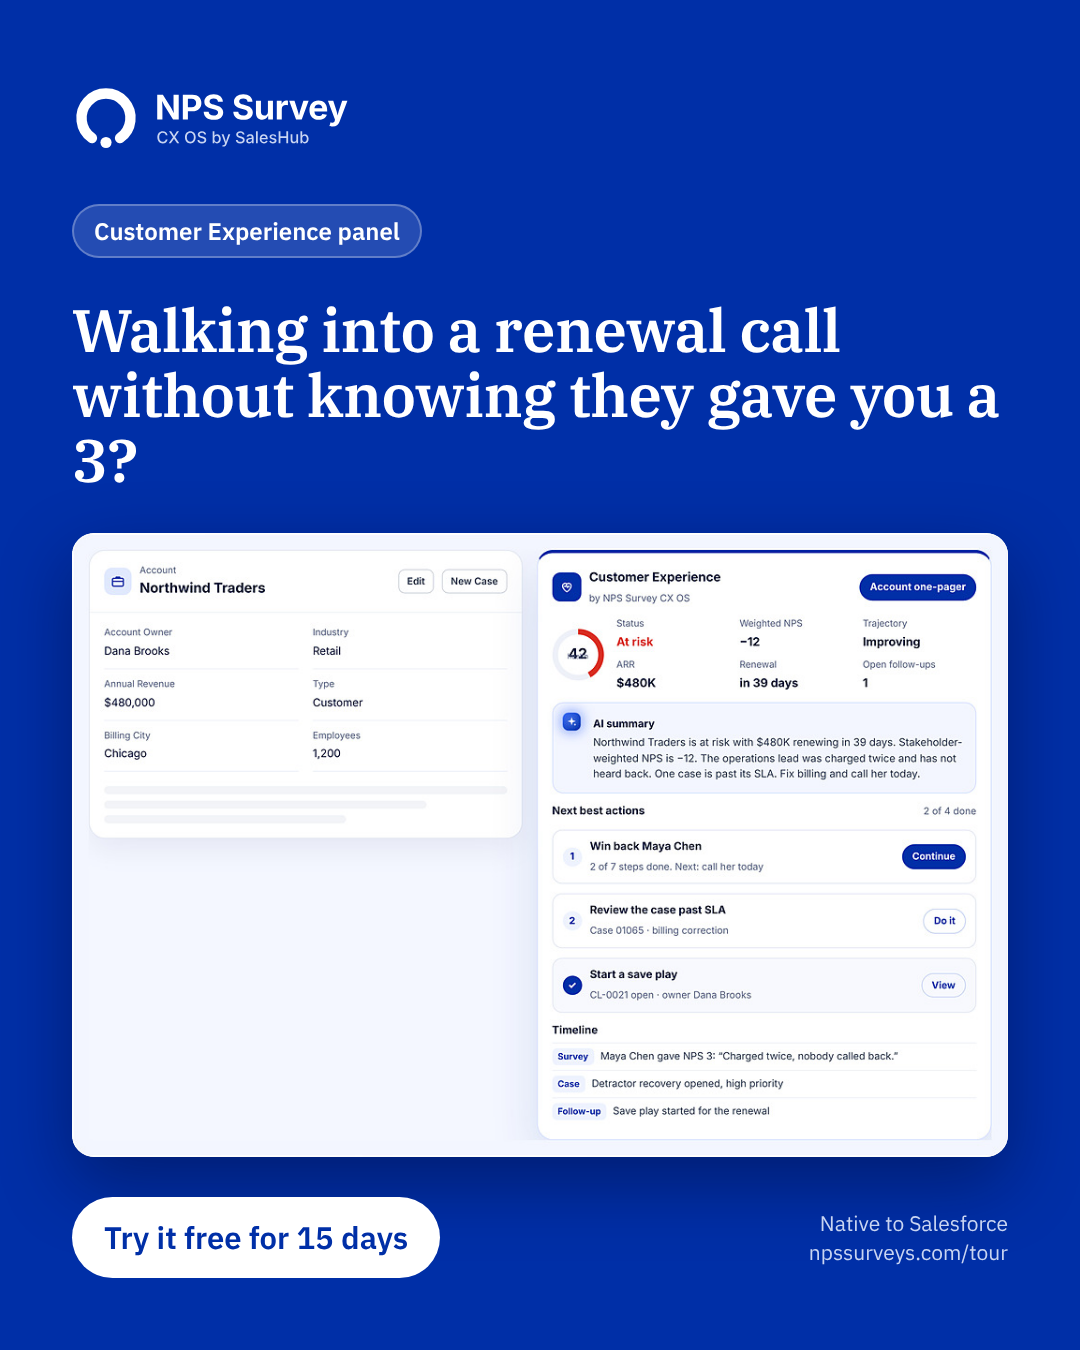 NPS Survey
CX OS by SalesHub
Customer Experience panel
Walking into a renewal call
without knowing they gave you a
3?
Account
Northwind Traders
Edit
New Case
Account Owner
Industry
Dana Brooks
Retail
Annual Revenue
Type
$480,000
Customer
Billing City
Employees
Chicago
1,200
Customer Experience
by NPS Survey CX OS
Account one-pager
42
Status
Weighted NPS
Trajectory
At risk
−12
Improving
ARR
Renewal
Open follow-ups
$480K
in 39 days
1
AI summary
Northwind Traders is at risk with $480K renewing in 39 days. Stakeholder-
weighted NPS is −12. The operations lead was charged twice and has not
heard back. One case is past its SLA. Fix billing and call her today.
Next best actions
2 of 4 done
1
Win back Maya Chen
2 of 7 steps done. Next: call her today
Continue
2
Review the case past SLA
Case 01065 · billing correction
Do it
Start a save play
CL-0021 open · owner Dana Brooks
View
Timeline
Survey Maya Chen gave NPS 3: “Charged twice, nobody called back.”
Case Detractor recovery opened, high priority
Follow-up Save play started for the renewal
Try it free for 15 days
Native to Salesforce
npssurveys.com/tour